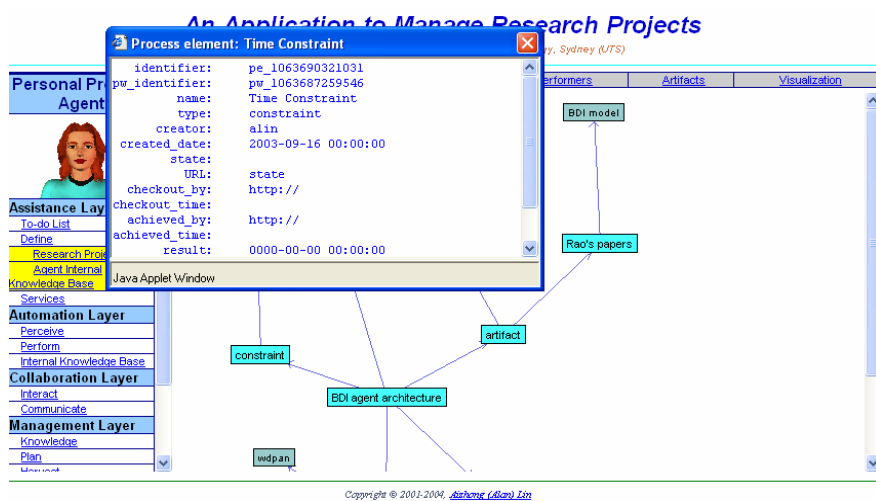 An Application to Manage Research Projects
ey, Sydney (UTS)
Process element: Time Constraint
identifier: pe_1063690321031
pw_identifier: pw_1063687259546
name: Time Constraint
type: constraint
creator: alin
created_date: 2003-09-16 00:00:00
state:
URL: state
checkout_by: http://
checkout_time:
achieved_by: http://
achieved_time:
result: 0000-00-00 00:00:00
Java Applet Window
Personal Pr
Agent
erformers Artifacts Visualization
Assistance Lay
To-do List
Define
Research Proje
Agent Internal
Knowledge Base
Services
Automation Layer
Perceive
Perform
Internal Knowledge Base
Collaboration Layer
Interact
Communicate
Management Layer
Knowledge
Plan
BDI model
Rao's papers
artifact
constraint
BDI agent architecture
wdpan
Copyright © 2001-2004, Aizhong (Alan) Lin